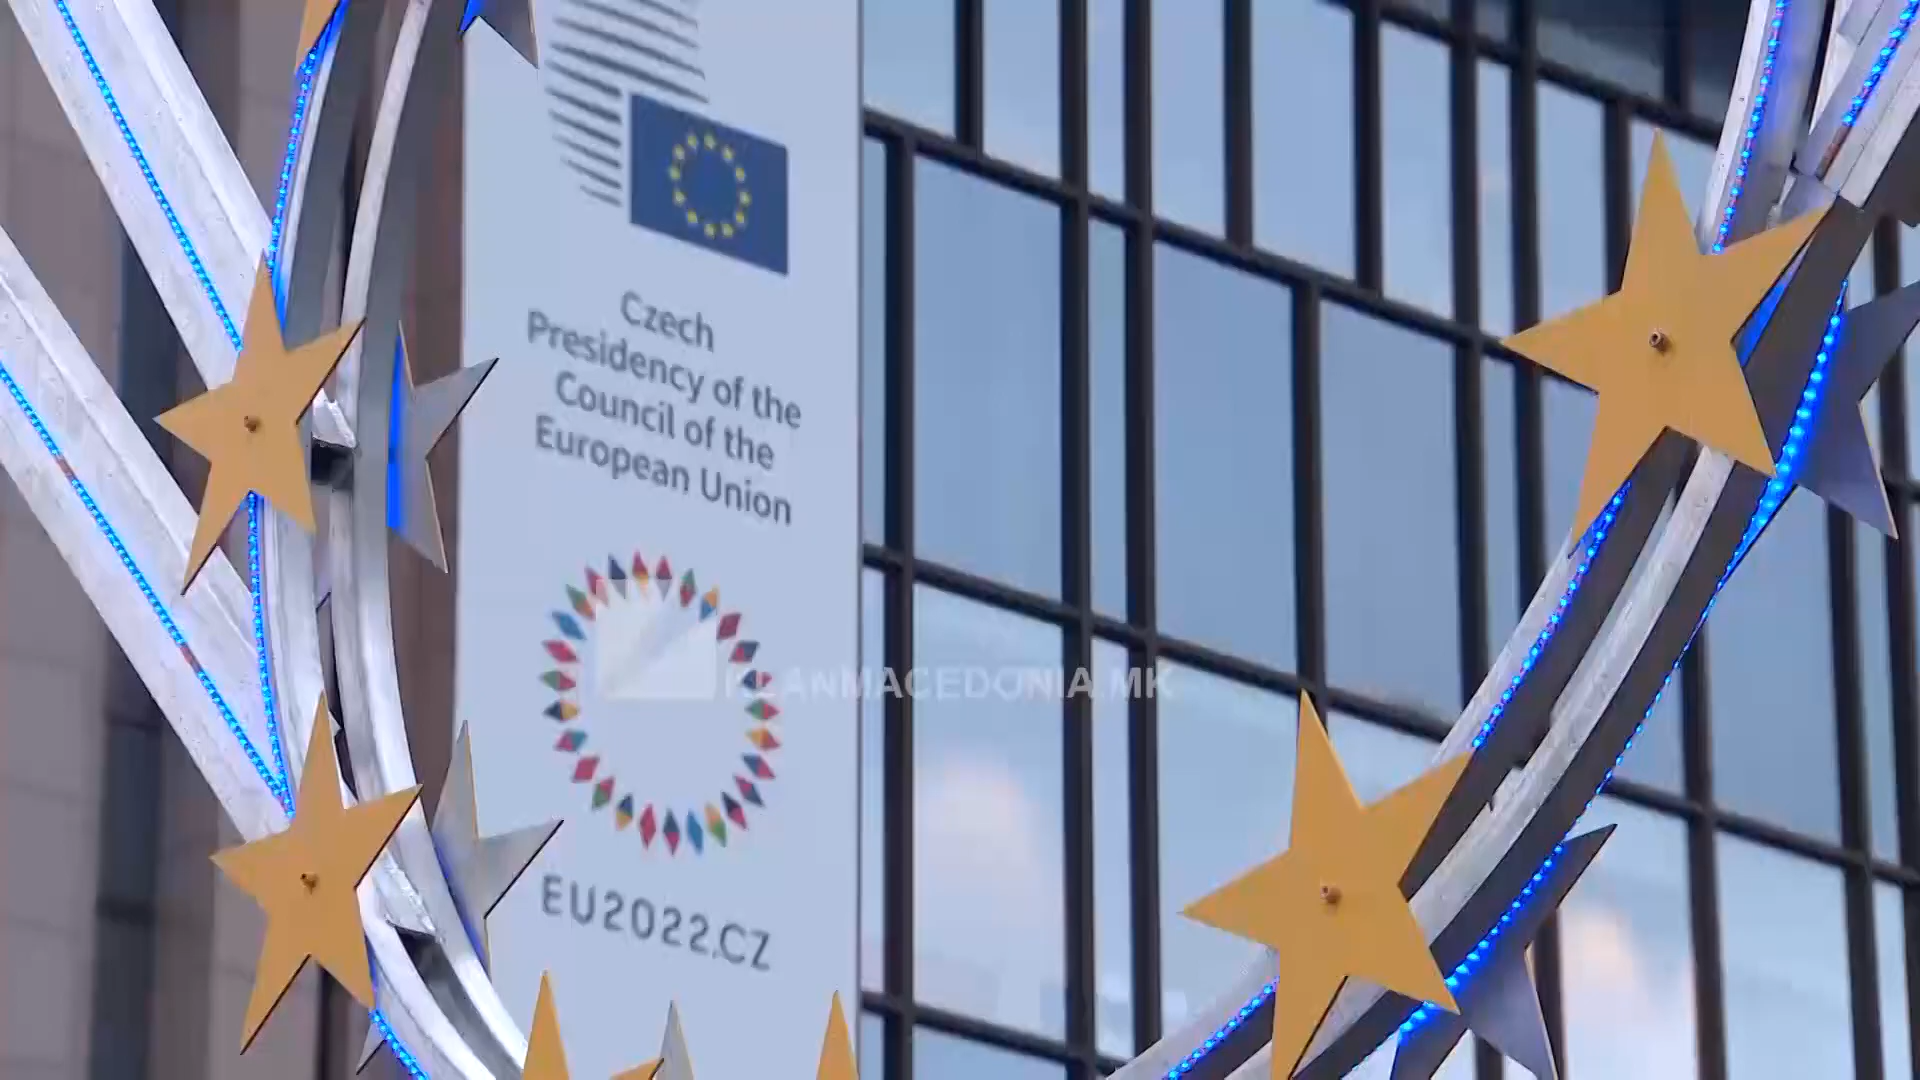 Czech
Presidency of the
Council of the
European Union
EU2022.CZ